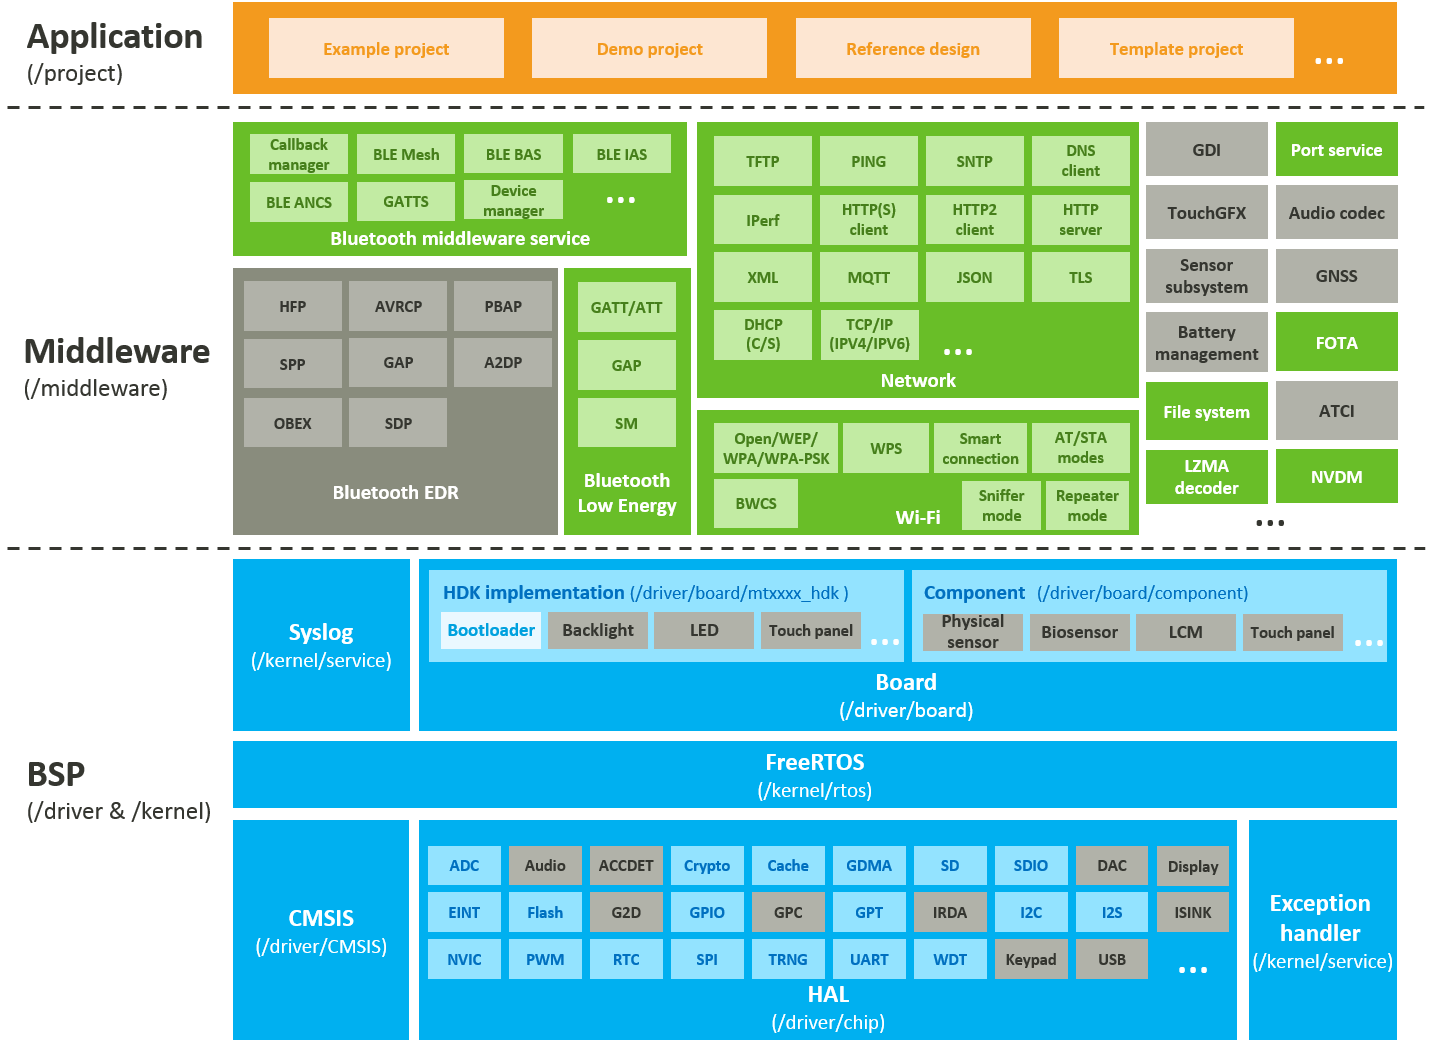 Application
(/project)
Example project
Demo project
Reference design
Template project
...
Middleware
(/middleware)
Callback
manager
BLE Mesh
BLE BAS
BLE IAS
BLE ANCS
GATTS
Device
manager
...
Bluetooth middleware service
HFP
AVRCP
PBAP
SPP
GAP
A2DP
OBEX
SDP
Bluetooth EDR
GATT/ATT
GAP
SM
Bluetooth
Low Energy
TFTP
PING
SNTP
DNS
client
IPerf
HTTP(S)
client
HTTP2
client
HTTP
server
XML
MQTT
JSON
TLS
DHCP
(C/S)
TCP/IP
(IPV4/IPV6)
...
Network
Open/WEP/
WPA/WPA-PSK
WPS
Smart
connection
AT/STA
modes
BWCS
Wi-Fi
Sniffer
mode
Repeater
mode
GDI
Port service
TouchGFX
Audio codec
Sensor
subsystem
GNSS
Battery
management
FOTA
File system
ATCI
LZMA
decoder
NVDM
...
BSP
(/driver & /kernel)
Syslog
(/kernel/service)
HDK implementation (/driver/board/mtxxxx_hdk )
Bootloader
Backlight
LED
Touch panel
...
Component (/driver/board/component)
Physical
sensor
Biosensor
LCM
Touch panel
...
Board
(/driver/board)
FreeRTOS
(/kernel/rtos)
CMSIS
(/driver/CMSIS)
ADC
Audio
ACCDET
Crypto
Cache
GDMA
SD
SDIO
DAC
Display
EINT
Flash
G2D
GPIO
GPC
GPT
IRDA
I2C
I2S
ISINK
NVIC
PWM
RTC
SPI
TRNG
UART
WDT
Keypad
USB
...
HAL
(/driver/chip)
Exception
handler
(/kernel/service)